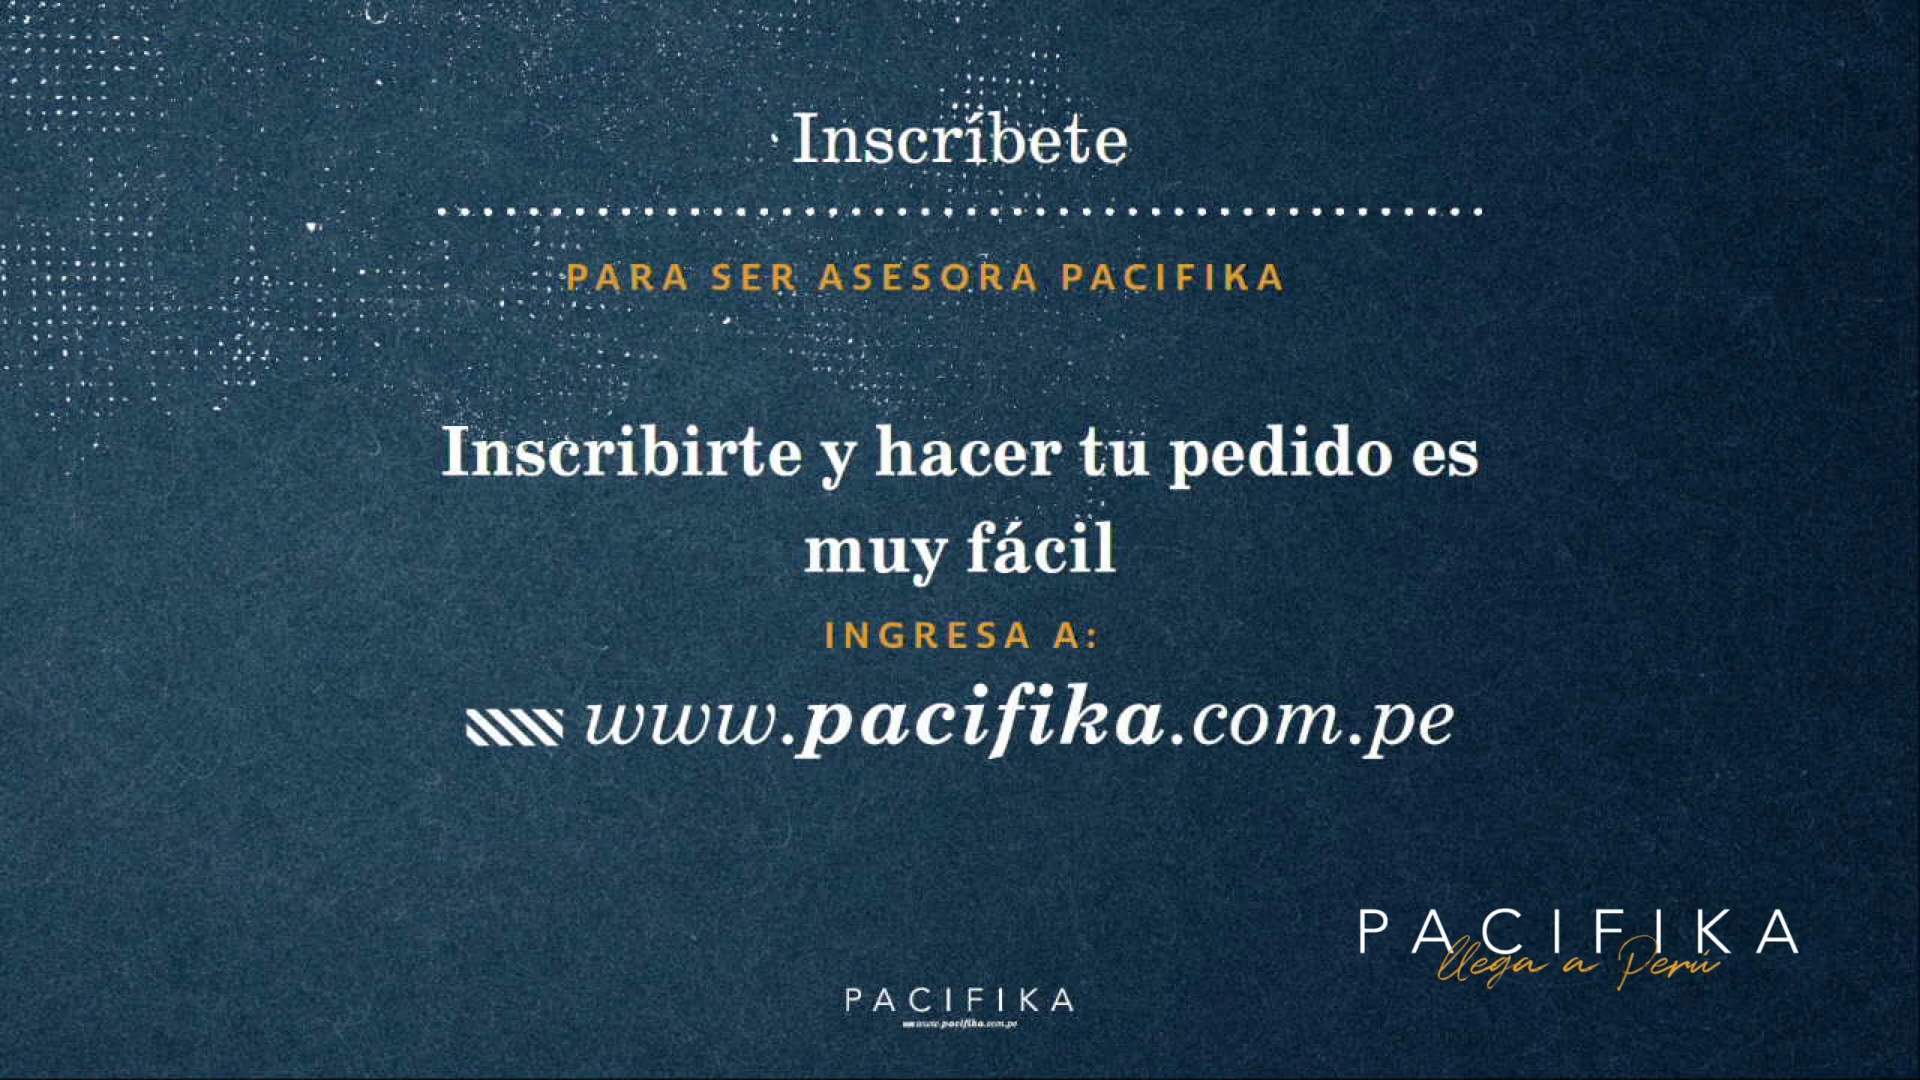 Inscríbete
PARA SER ASESORA PACIFIKA
Inscribirte y hacer tu pedido es
muy fácil
INGRESA A:
www.pacifika.com.pe
PACIFIKA
llega a Perú
PACIFIKA
www.pacifika.com.pe